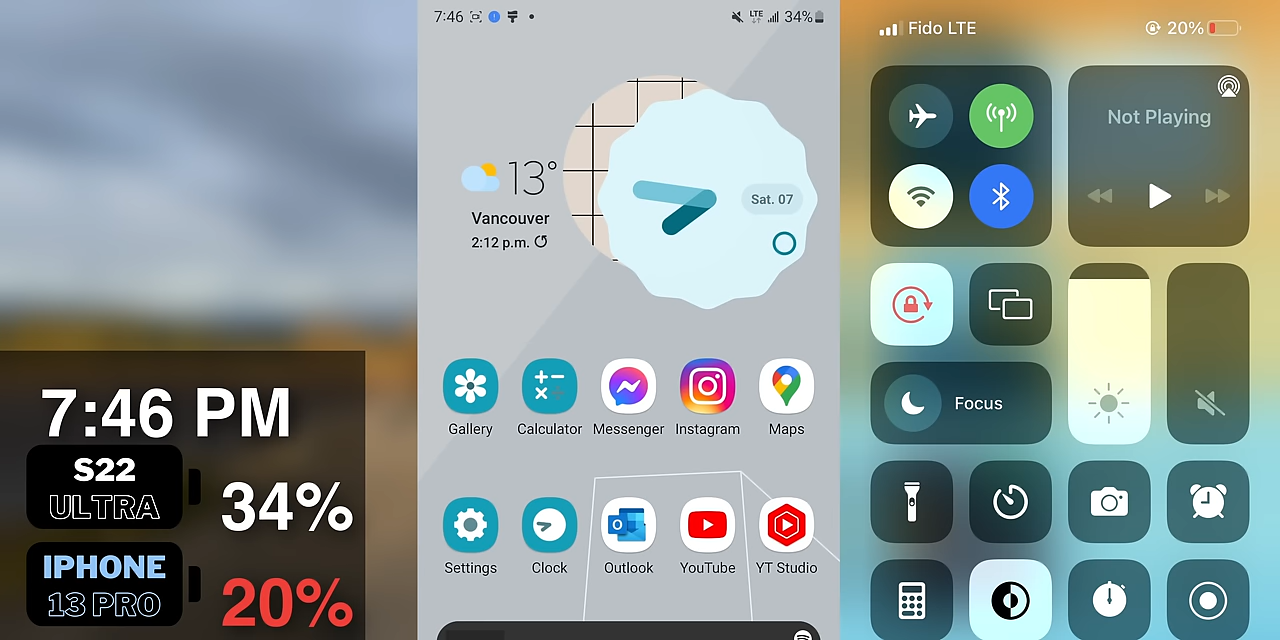 7:46 PM
S22
ULTRA
34%
IPHONE
13 PRO
20%
7:46
LTE
34%
13°
Vancouver
2:12 p.m.
Sat. 07
Gallery
Calculator
Messenger
Instagram
Maps
Settings
Clock
Outlook
YouTube
YT Studio
Fido LTE
20%
Not Playing
Focus